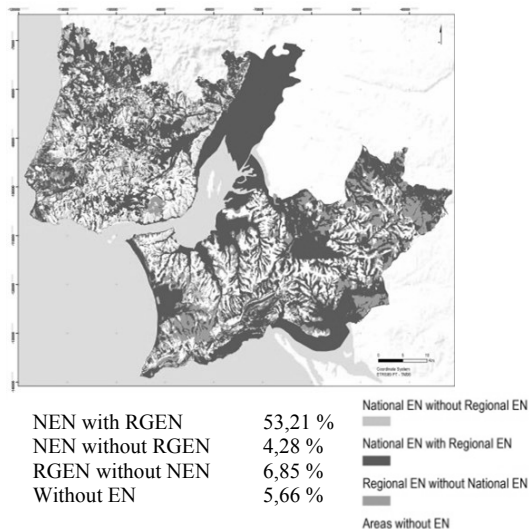 Coordinate System
NEN with RGEN 53,21 %
NEN without RGEN 4,28 %
RGEN without NEN 6,85 %
Without EN 5,66 %
National EN without Regional EN
National EN with Regional EN
Regional EN without National EN
Areas without EN